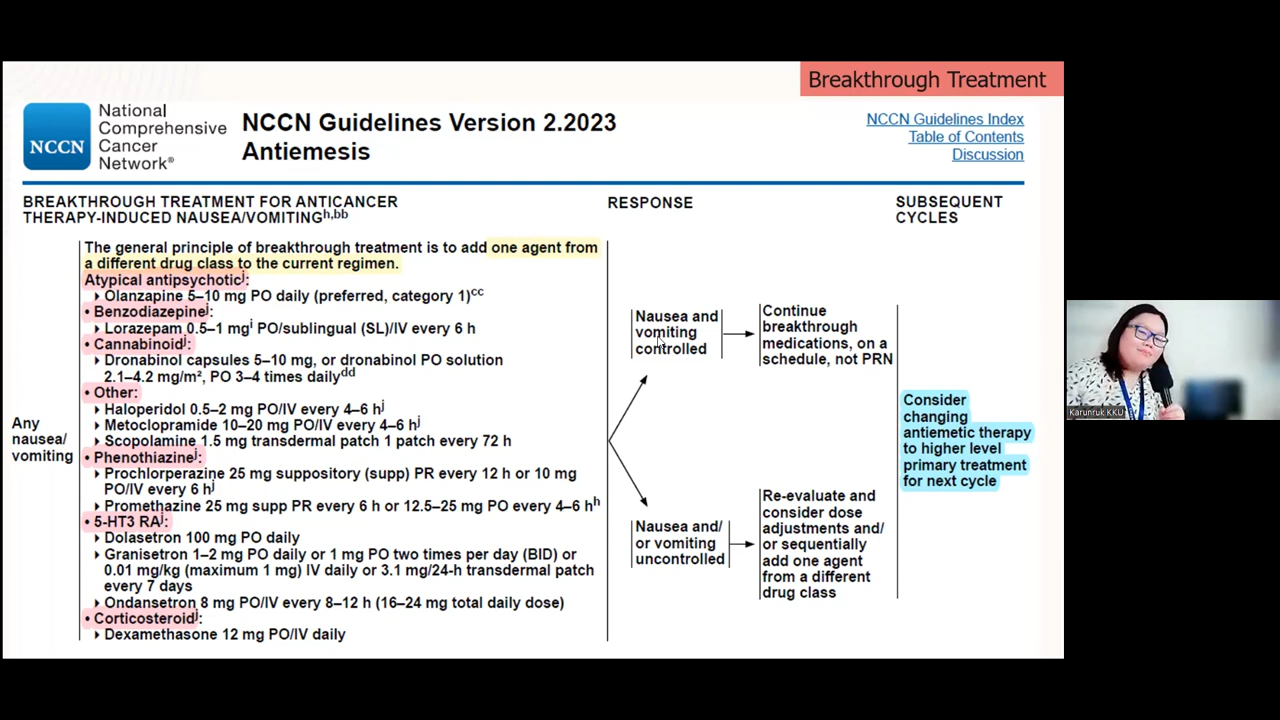 Breakthrough Treatment
NCCN
National
Comprehensive
Cancer
Network®
NCCN Guidelines Version 2.2023
Antiemesis
NCCN Guidelines Index
Table of Contents
Discussion
BREAKTHROUGH TREATMENT FOR ANTICANCER
THERAPY-INDUCED NAUSEA/VOMITINGh,bb
RESPONSE
SUBSEQUENT
CYCLES
Any
nausea/
vomiting
The general principle of breakthrough treatment is to add one agent from
a different drug class to the current regimen.
Atypical antipsychoticj:
Olanzapine 5–10 mg PO daily (preferred, category 1)cc
• Benzodiazepinej:
Lorazepam 0.5–1 mgi PO/sublingual (SL)/IV every 6 h
• Cannabinoidj:
Dronabinol capsules 5–10 mg, or dronabinol PO solution
2.1–4.2 mg/m², PO 3–4 times dailydd
• Other:
Haloperidol 0.5–2 mg PO/IV every 4–6 hj
Metoclopramide 10–20 mg PO/IV every 4–6 hj
Scopolamine 1.5 mg transdermal patch 1 patch every 72 h
• Phenothiazinej:
Prochlorperazine 25 mg suppository (supp) PR every 12 h or 10 mg
PO/IV every 6 hj
Promethazine 25 mg supp PR every 6 h or 12.5–25 mg PO every 4–6 hh
• 5-HT3 RAj:
Dolasetron 100 mg PO daily
Granisetron 1–2 mg PO daily or 1 mg PO two times per day (BID) or
0.01 mg/kg (maximum 1 mg) IV daily or 3.1 mg/24-h transdermal patch
every 7 days
Ondansetron 8 mg PO/IV every 8–12 h (16–24 mg total daily dose)
• Corticosteroidj:
Dexamethasone 12 mg PO/IV daily
Nausea and
vomiting
controlled
Continue
breakthrough
medications, on a
schedule, not PRN
Nausea and/
or vomiting
uncontrolled
Re-evaluate and
consider dose
adjustments and/
or sequentially
add one agent
from a different
drug class
Consider
changing
antiemetic therapy
to higher level
primary treatment
for next cycle
Karunruk KKU